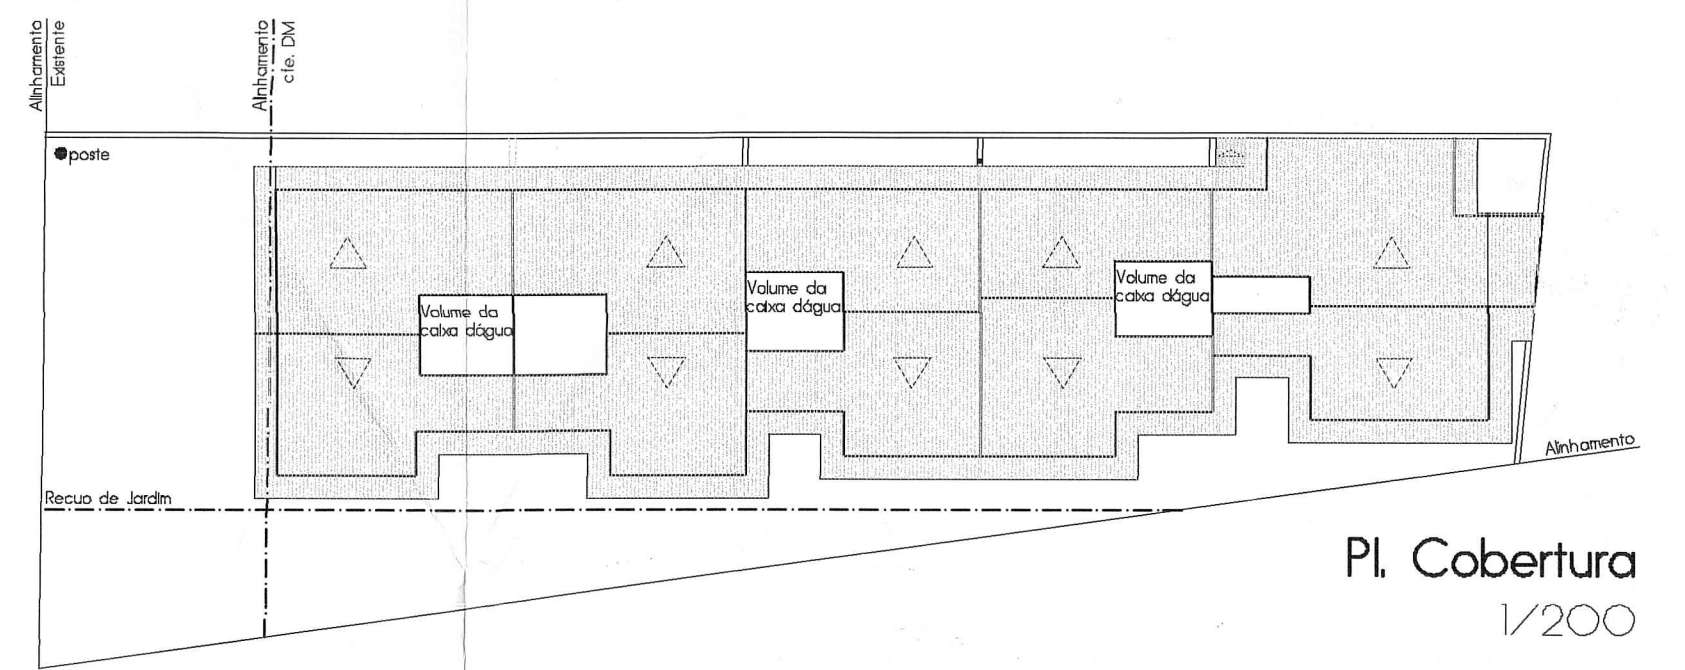 Alinhamento
Existente
Alinhamento
cfe. DM
poste
Volume da
caixa dágua
Volume da
caixa dágua
Volume da
caixa dágua
Recuo de Jardim
Alinhamento
Pl. Cobertura
1/200